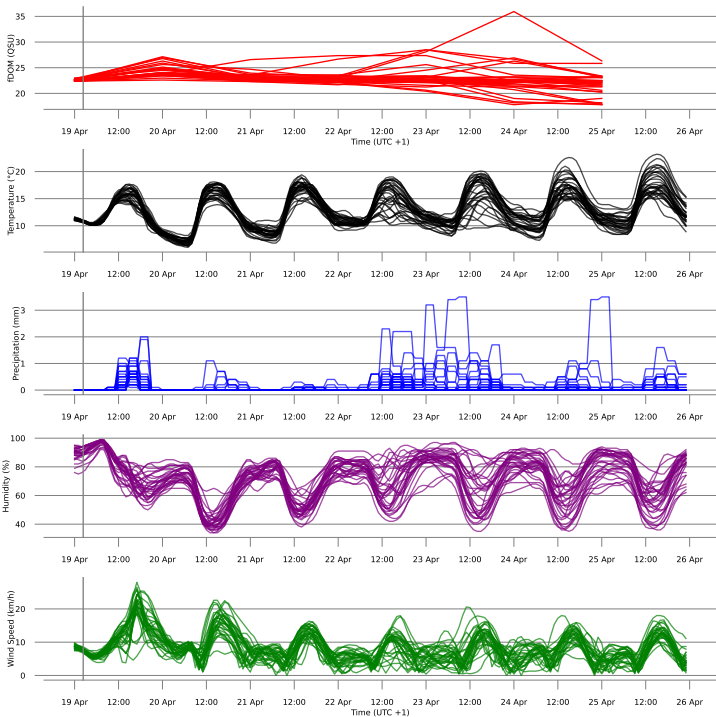 35
30
25
20
fDOM (QSU)
19 Apr 12:00 20 Apr 12:00 21 Apr 12:00 22 Apr 12:00 23 Apr 12:00 24 Apr 12:00 25 Apr 12:00 26 Apr
Time (UTC +1)
20
15
10
Temperature (°C)
19 Apr 12:00 20 Apr 12:00 21 Apr 12:00 22 Apr 12:00 23 Apr 12:00 24 Apr 12:00 25 Apr 12:00 26 Apr
3
2
1
0
Precipitation (mm)
19 Apr 12:00 20 Apr 12:00 21 Apr 12:00 22 Apr 12:00 23 Apr 12:00 24 Apr 12:00 25 Apr 12:00 26 Apr
100
80
60
40
Humidity (%)
19 Apr 12:00 20 Apr 12:00 21 Apr 12:00 22 Apr 12:00 23 Apr 12:00 24 Apr 12:00 25 Apr 12:00 26 Apr
20
10
0
Wind Speed (km/h)
19 Apr 12:00 20 Apr 12:00 21 Apr 12:00 22 Apr 12:00 23 Apr 12:00 24 Apr 12:00 25 Apr 12:00 26 Apr
Time (UTC +1)